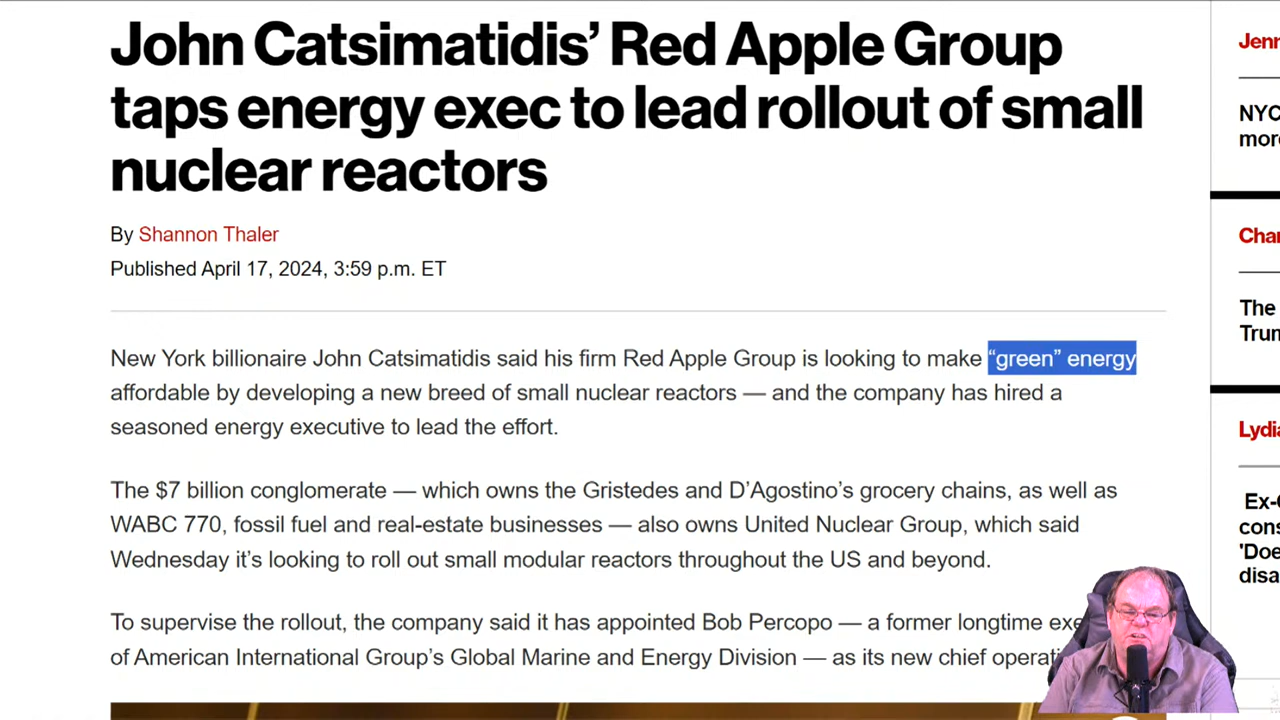 John Catsimatidis’ Red Apple Group
taps energy exec to lead rollout of small
nuclear reactors
By Shannon Thaler
Published April 17, 2024, 3:59 p.m. ET
New York billionaire John Catsimatidis said his firm Red Apple Group is looking to make “green” energy
affordable by developing a new breed of small nuclear reactors — and the company has hired a
seasoned energy executive to lead the effort.
The $7 billion conglomerate — which owns the Gristedes and D’Agostino’s grocery chains, as well as
WABC 770, fossil fuel and real-estate businesses — also owns United Nuclear Group, which said
Wednesday it’s looking to roll out small modular reactors throughout the US and beyond.
To supervise the rollout, the company said it has appointed Bob Percopo — a former longtime exe
of American International Group’s Global Marine and Energy Division — as its new chief operati
Jenn
NYC
more
Char
The
Trum
Lydia
Ex-
cons
'Doe
disa